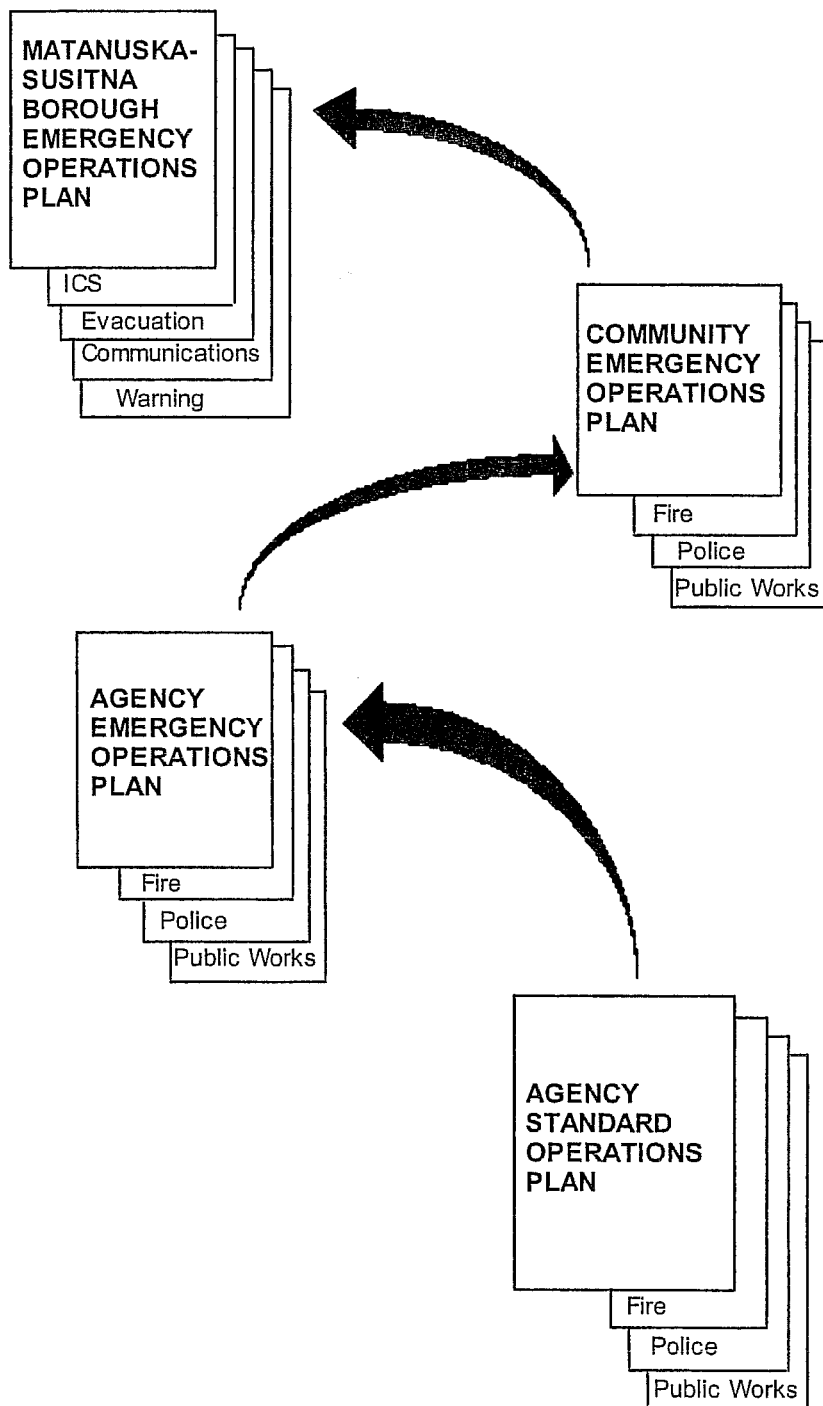 MATANUSKA-
SUSITNA
BOROUGH
EMERGENCY
OPERATIONS
PLAN
ICS
Evacuation
Communications
Warning
COMMUNITY
EMERGENCY
OPERATIONS
PLAN
Fire
Police
Public Works
AGENCY
EMERGENCY
OPERATIONS
PLAN
Fire
Police
Public Works
AGENCY
STANDARD
OPERATIONS
PLAN
Fire
Police
Public Works